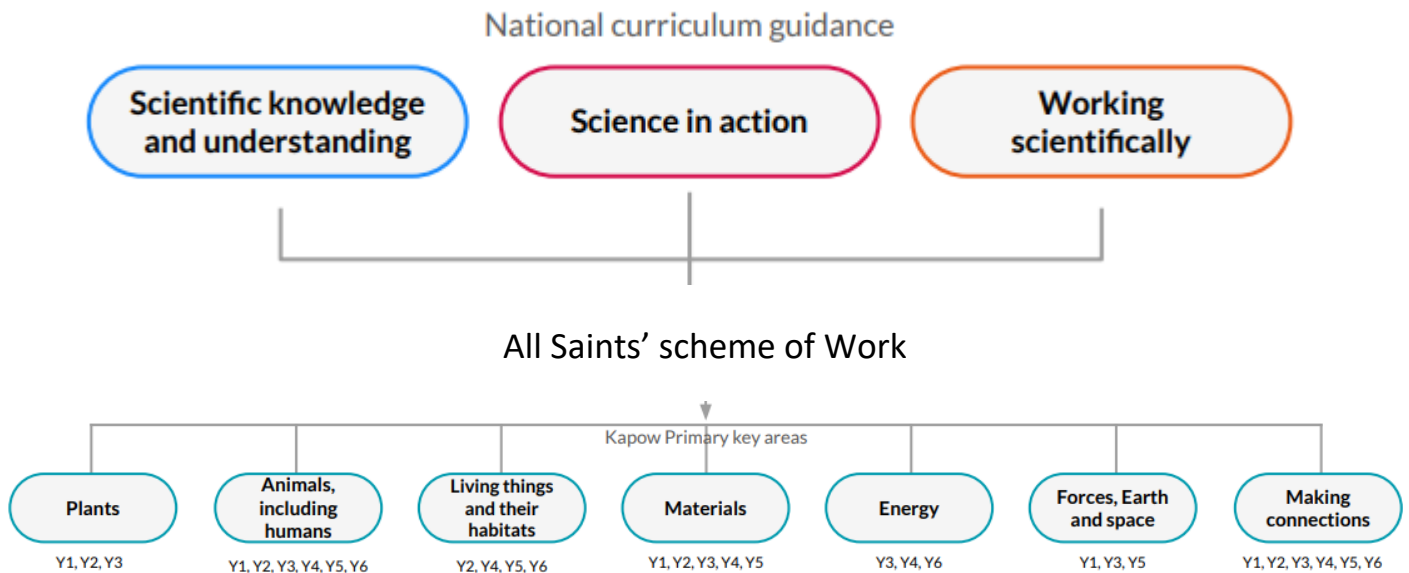 National curriculum guidance
Scientific knowledge
and understanding
Science in action
Working
scientifically
All Saints’ scheme of Work
Kapow Primary key areas
Plants
Animals,
including
humans
Living things
and their
habitats
Materials
Energy
Forces, Earth
and space
Making
connections
Y1, Y2, Y3
Y1, Y2, Y3, Y4, Y5, Y6
Y2, Y4, Y5, Y6
Y1, Y2, Y3, Y4, Y5
Y3, Y4, Y6
Y1, Y3, Y5
Y1, Y2, Y3, Y4, Y5, Y6